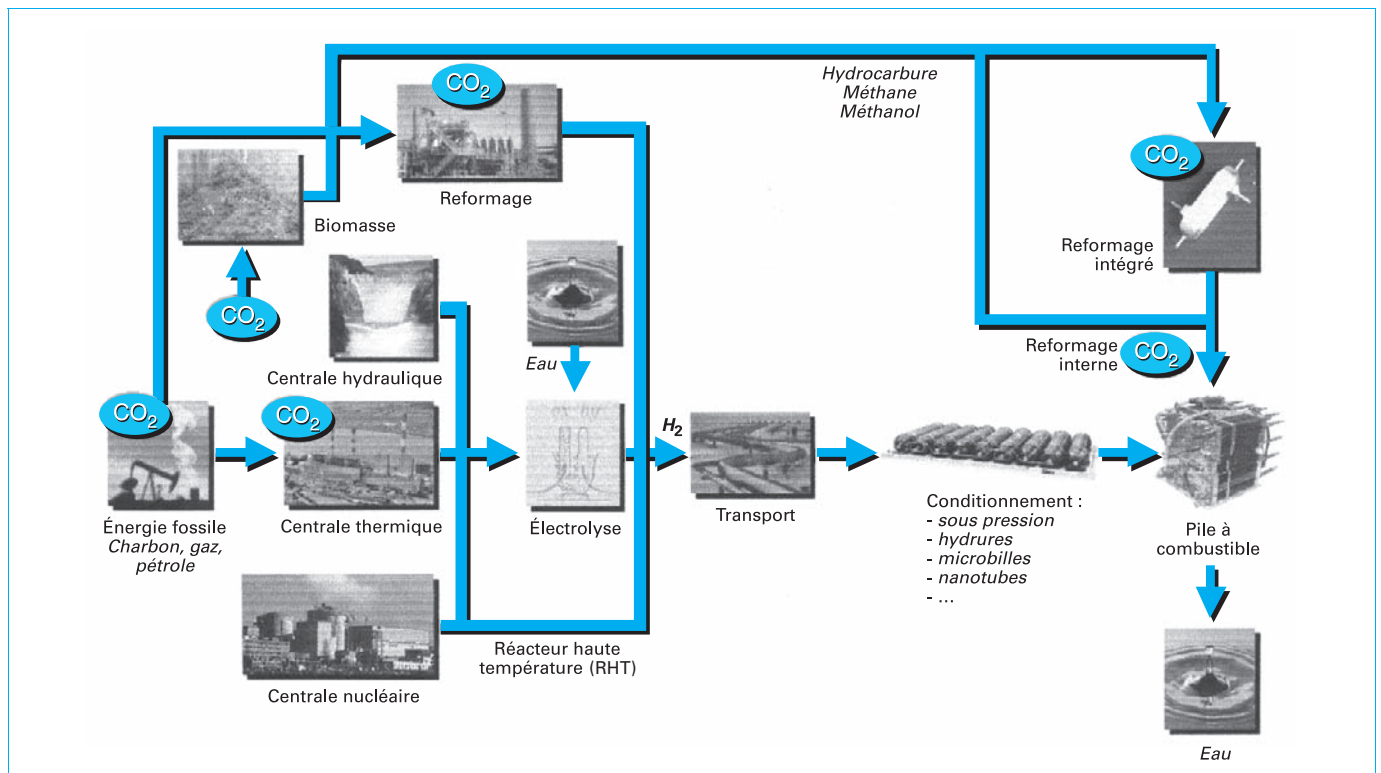 CO2
Hydrocarbure
Méthane
Méthanol
CO2
Reformage
Biomasse
Reformage
intégré
CO2
Centrale hydraulique
Eau
Reformage
interne
CO2
CO2
CO2
H2
Énergie fossile
Charbon, gaz,
pétrole
Centrale thermique
Électrolyse
Transport
Conditionnement :
- sous pression
- hydrures
- microbilles
- nanotubes
- ...
Pile à
combustible
Réacteur haute
température (RHT)
Centrale nucléaire
Eau